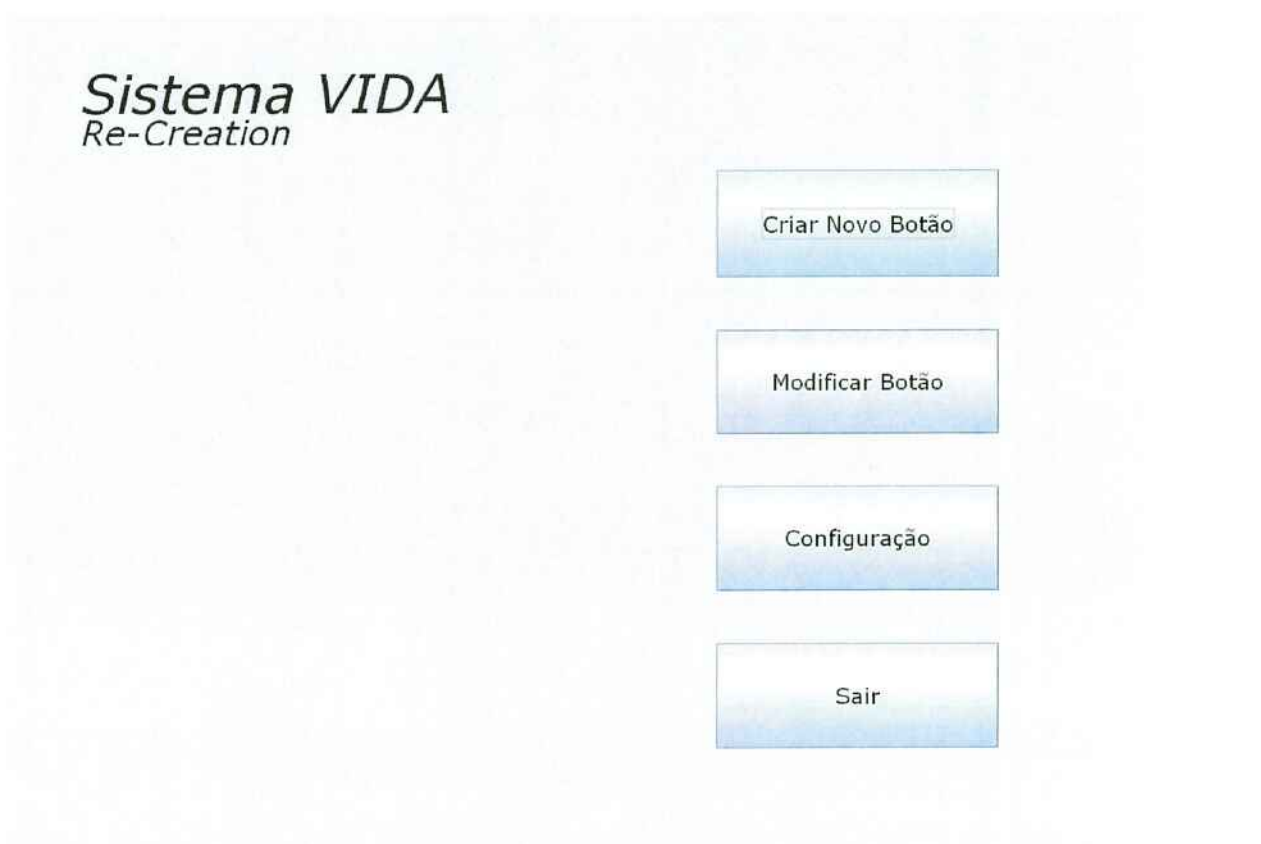 Sistema VIDA
Re-Creation
Criar Novo Botão
Modificar Botão
Configuração
Sair